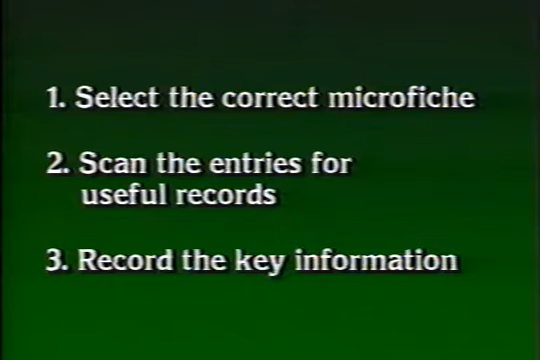 1. Select the correct microfiche
2. Scan the entries for
useful records
3. Record the key information